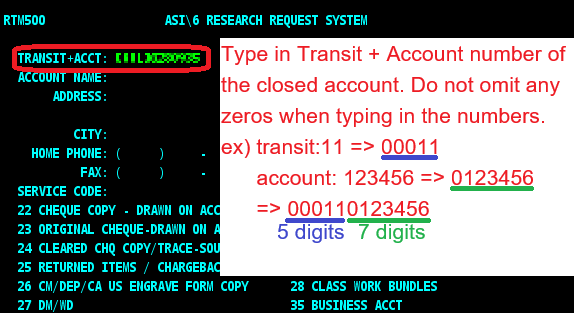 RTM500 ASI\6 RESEARCH REQUEST SYSTEM
TRANSIT+ACCT:
ACCOUNT NAME:
ADDRESS:
CITY:
HOME PHONE: ( ) -
FAX: ( ) -
SERVICE CODE:
22 CHEQUE COPY - DRAWN ON ACC
23 ORIGINAL CHEQUE-DRAWN ON A
24 CLEARED CHQ COPY/TRACE-SOU
25 RETURNED ITEMS / CHARGEBAC
26 CM/DEP/CA US ENGRAVE FORM COPY 28 CLASS WORK BUNDLES
27 DM/WD 35 BUSINESS ACCT
Type in Transit + Account number of
the closed account. Do not omit any
zeros when typing in the numbers.
ex) transit:11 => 00011
account: 123456 => 0123456
=> 000110123456
5 digits 7 digits